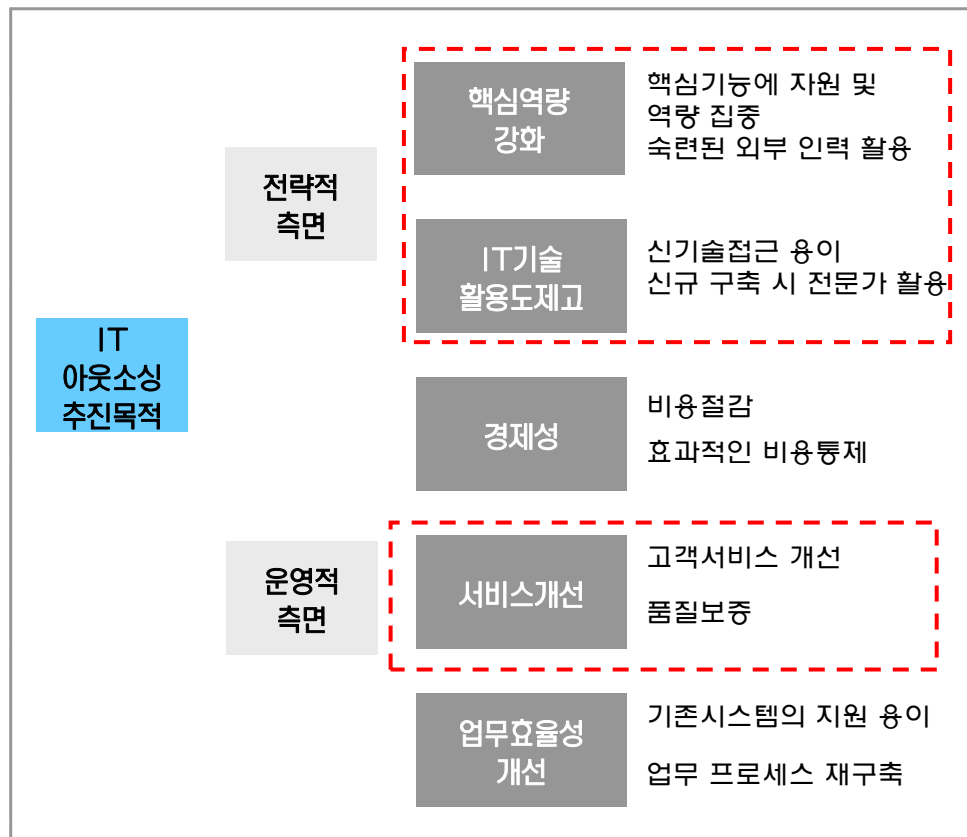 IT
아웃소싱
추진목적
전략적
측면
핵심역량
강화
핵심기능에 자원 및
역량 집중
숙련된 외부 인력 활용
IT기술
활용도제고
신기술접근 용이
신규 구축 시 전문가 활용
경제성
비용절감
효과적인 비용통제
운영적
측면
서비스개선
고객서비스 개선
품질보증
업무효율성
개선
기존시스템의 지원 용이
업무 프로세스 재구축